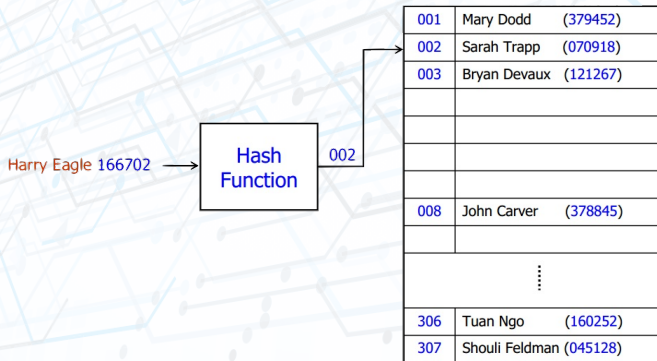 001 Mary Dodd (379452)
002 Sarah Trapp (070918)
003 Bryan Devaux (121267)
Harry Eagle 166702
Hash
Function
002
008 John Carver (378845)
306 Tuan Ngo (160252)
307 Shouli Feldman (045128)